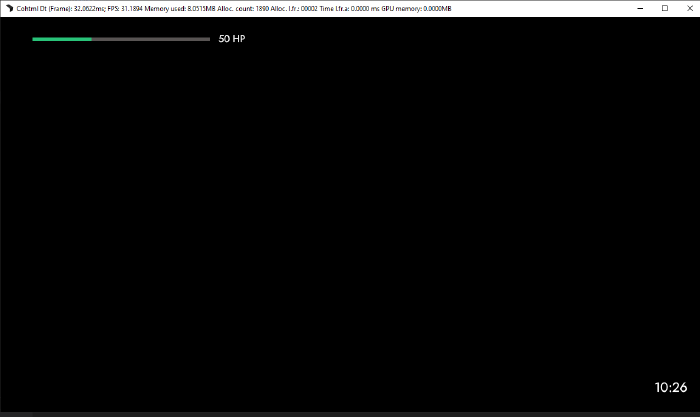 Cohtml Dt (Frame): 32.0622ms; FPS: 31.1894 Memory used: 8.0515MB Alloc. count: 1890 Alloc. l.fr.: 00002 Time l.fr.a: 0.0000 ms GPU memory: 0.0000MB
50 HP
10:26